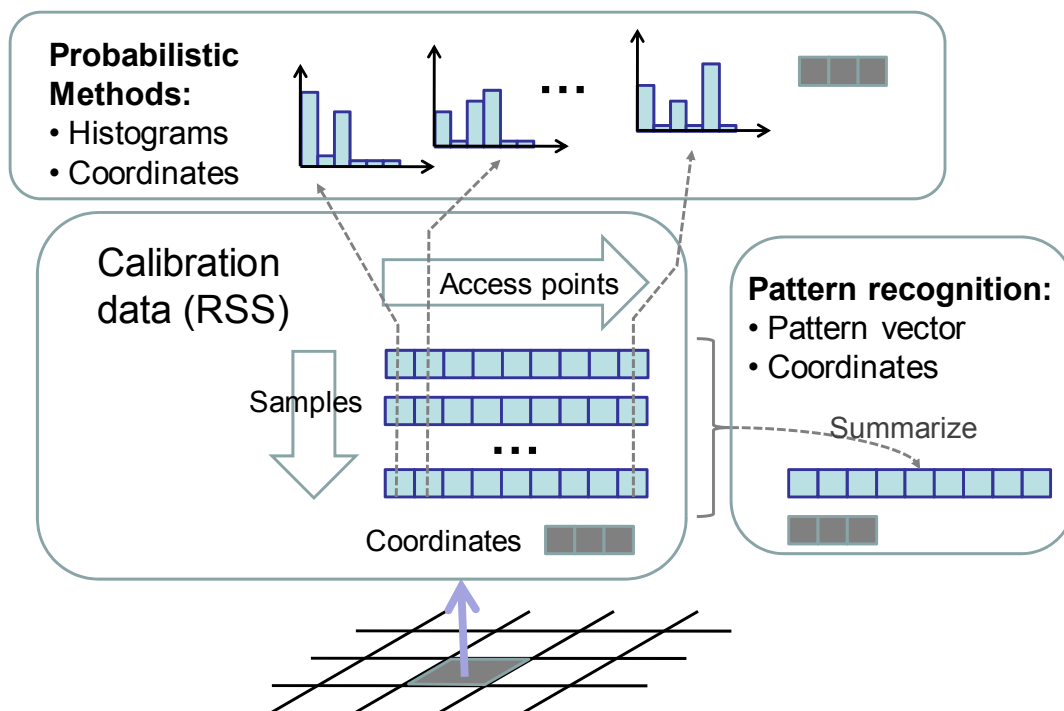 Probabilistic
Methods:
• Histograms
• Coordinates
...
Calibration
data (RSS)
Access points
Samples
...
Coordinates
Pattern recognition:
• Pattern vector
• Coordinates
Summarize